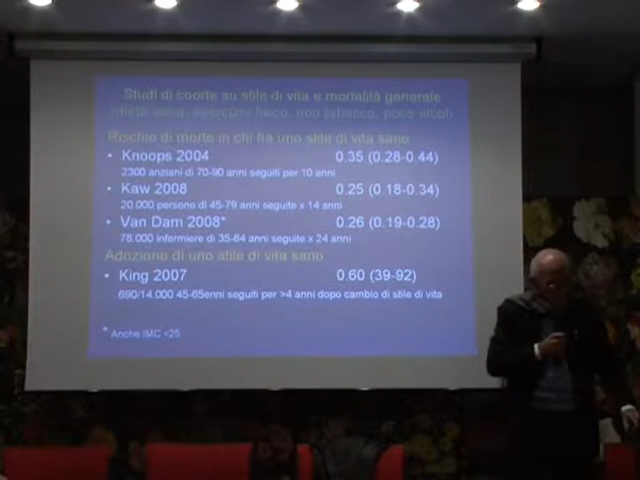 Studi di coorte su stile di vita e mortalità generale
(dieta sana, esercizio fisico, non tabacco, poco alcol)
Rischio di morte in chi ha uno stile di vita sano
• Knoops 2004 0.35 (0.28-0.44)
2300 anziani di 70-90 anni seguiti per 10 anni
• Kaw 2008 0.25 (0.18-0.34)
20.000 persone di 45-79 anni seguite x 14 anni
• Van Dam 2008* 0.26 (0.19-0.28)
78.000 infermiere di 35-64 anni seguite x 24 anni
Adozione di uno stile di vita sano
• King 2007 0.60 (39-92)
690/14.000 45-65enni seguiti per >4 anni dopo cambio di stile di vita
* Anche IMC <25